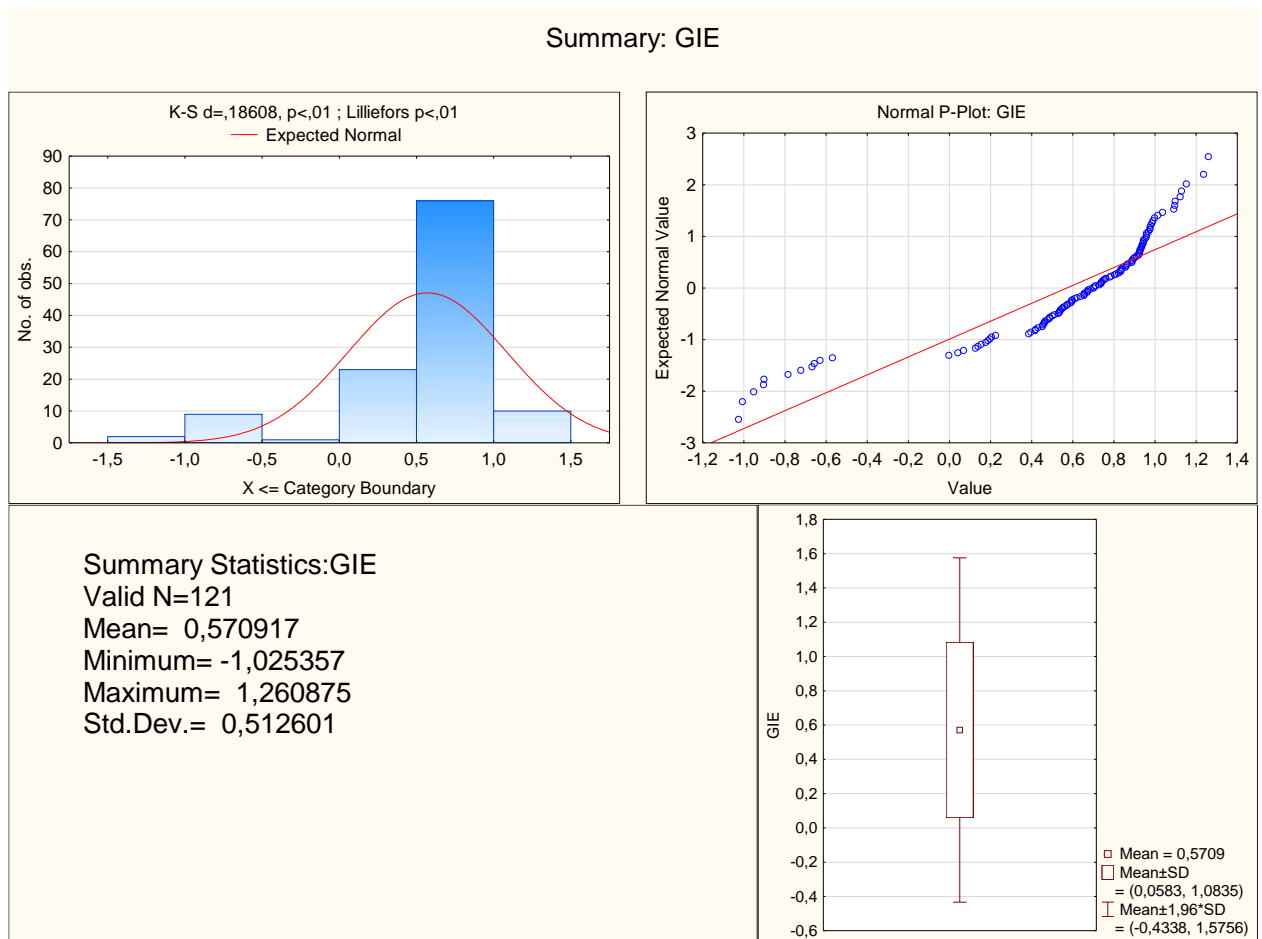 Summary: GIE
K-S d=,18608, p<,01 ; Lilliefors p<,01
Expected Normal
No. of obs.
90
80
70
60
50
40
30
20
10
0
-1,5 -1,0 -0,5 0,0 0,5 1,0 1,5
X <= Category Boundary
Normal P-Plot: GIE
Expected Normal Value
3
2
1
0
-1
-2
-3
-1,2 -1,0 -0,8 -0,6 -0,4 -0,2 0,0 0,2 0,4 0,6 0,8 1,0 1,2 1,4
Value
Summary Statistics:GIE
Valid N=121
Mean= 0,570917
Minimum= -1,025357
Maximum= 1,260875
Std.Dev.= 0,512601
GIE
1,8
1,6
1,4
1,2
1,0
0,8
0,6
0,4
0,2
0,0
-0,2
-0,4
-0,6
Mean = 0,5709
Mean±SD
= (0,0583, 1,0835)
Mean±1,96*SD
= (-0,4338, 1,5756)